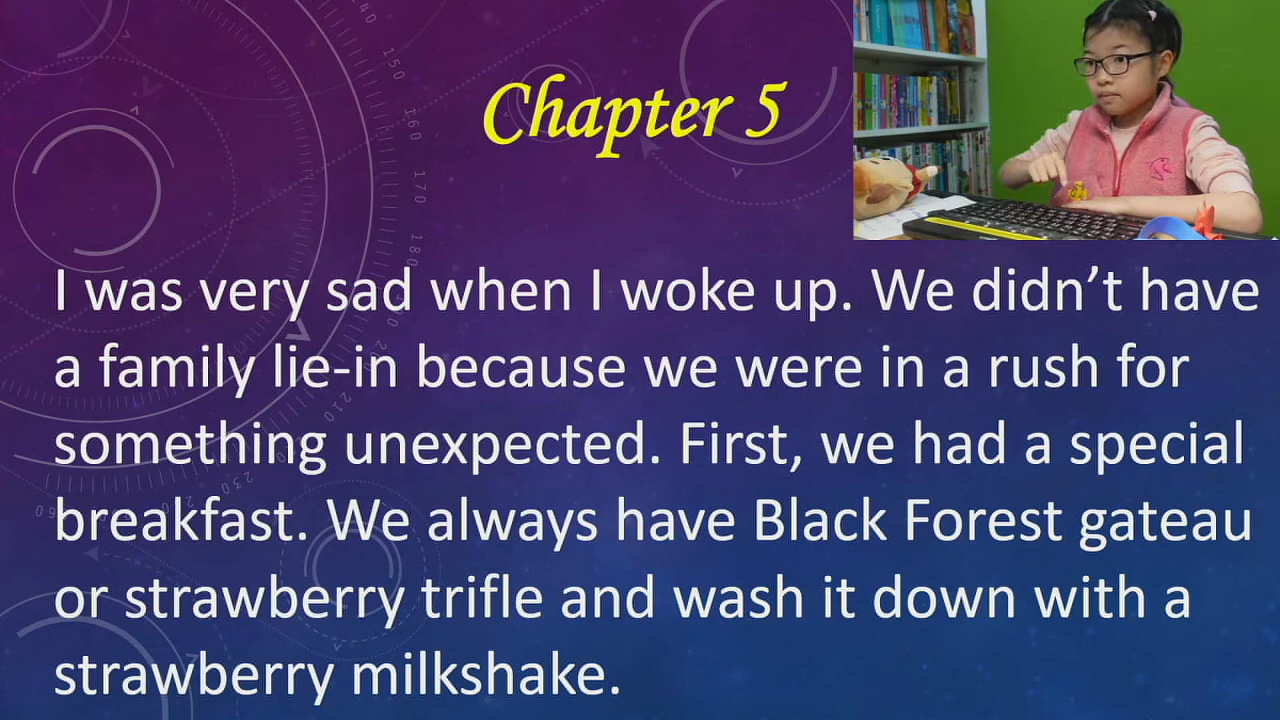 Chapter 5
I was very sad when I woke up. We didn’t have
a family lie-in because we were in a rush for
something unexpected. First, we had a special
breakfast. We always have Black Forest gateau
or strawberry trifle and wash it down with a
strawberry milkshake.